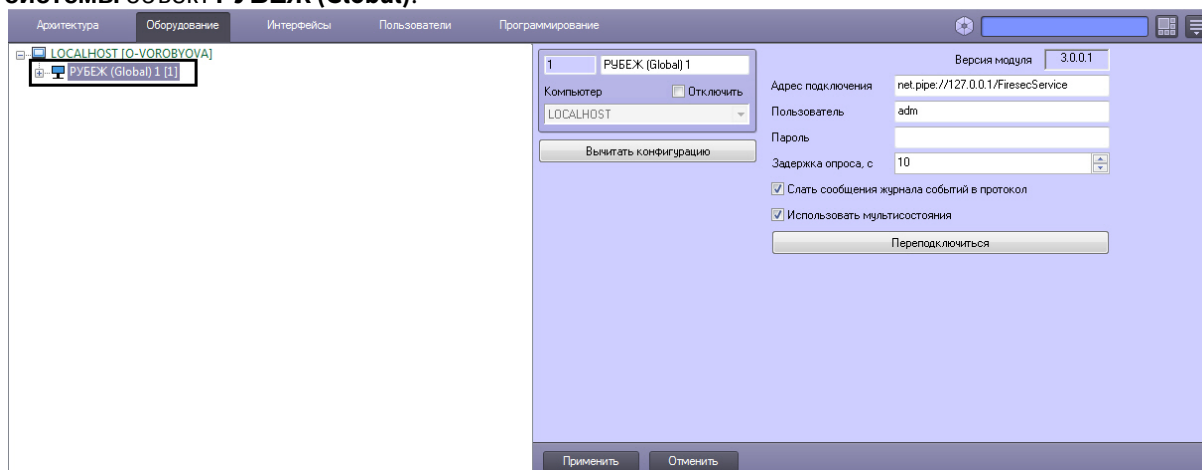 системы объект РУБЕЖ (Global).
Архитектура Оборудование Интерфейсы Пользователи Программирование
LOCALHOST [O-VOROBYOVA]
РУБЕЖ (Global) 1 [1]
1 РУБЕЖ (Global) 1
Компьютер Отключить
LOCALHOST
Вычитать конфигурацию
Версия модуля 3.0.0.1
Адрес подключения net.pipe://127.0.0.1/FiresecService
Пользователь adm
Пароль
Задержка опроса, с 10
Слать сообщения журнала событий в протокол
Использовать мультисостояния
Переподключиться
Применить Отменить